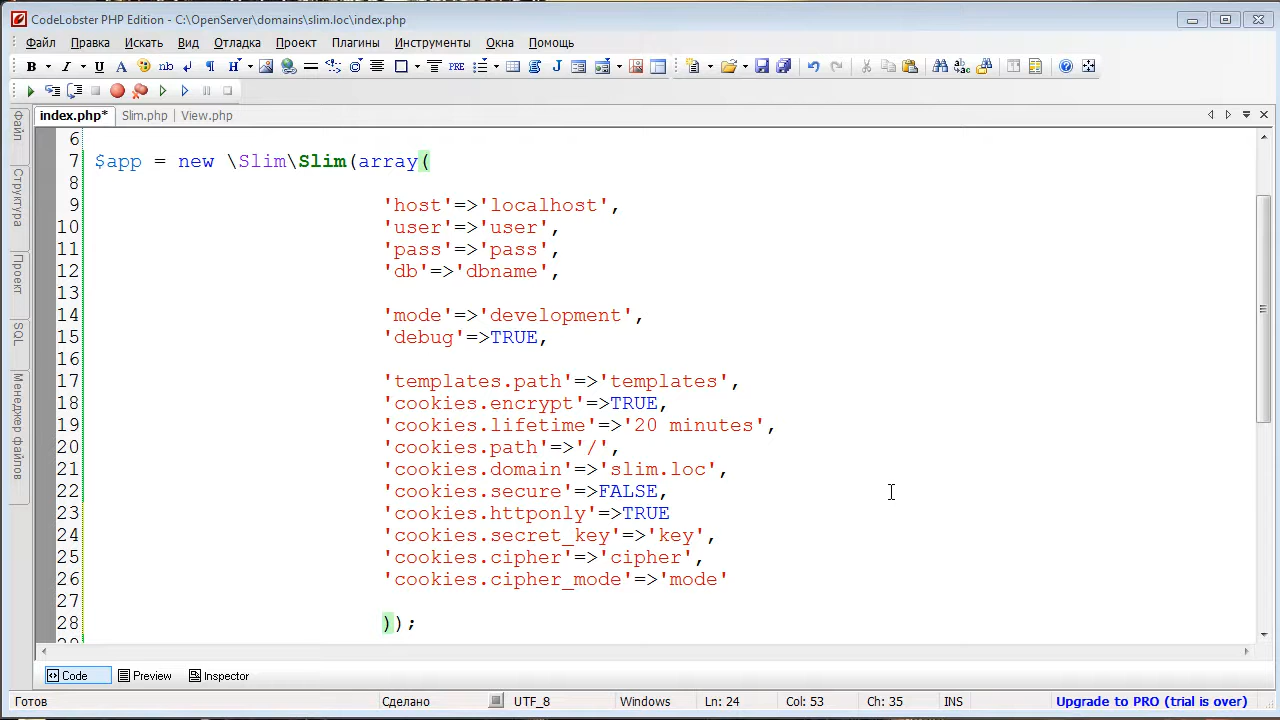 CodeLobster PHP Edition - C:\OpenServer\domains\slim.loc\index.php
Файл Правка Искать Вид Отладка Проект Плагины Инструменты Окна Помощь
index.php* Slim.php View.php
Файл
Структура
Проект
SQL
Менеджер файлов
6
7 $app = new \Slim\Slim(array(
8
9 'host'=>'localhost',
10 'user'=>'user',
11 'pass'=>'pass',
12 'db'=>'dbname',
13
14 'mode'=>'development',
15 'debug'=>TRUE,
16
17 'templates.path'=>'templates',
18 'cookies.encrypt'=>TRUE,
19 'cookies.lifetime'=>'20 minutes',
20 'cookies.path'=>'/',
21 'cookies.domain'=>'slim.loc',
22 'cookies.secure'=>FALSE,
23 'cookies.httponly'=>TRUE
24 'cookies.secret_key'=>'key',
25 'cookies.cipher'=>'cipher',
26 'cookies.cipher_mode'=>'mode'
27
28 ));
Code Preview Inspector
Готов Сделано UTF_8 Windows Ln: 24 Col: 53 Ch: 35 INS Upgrade to PRO (trial is over)